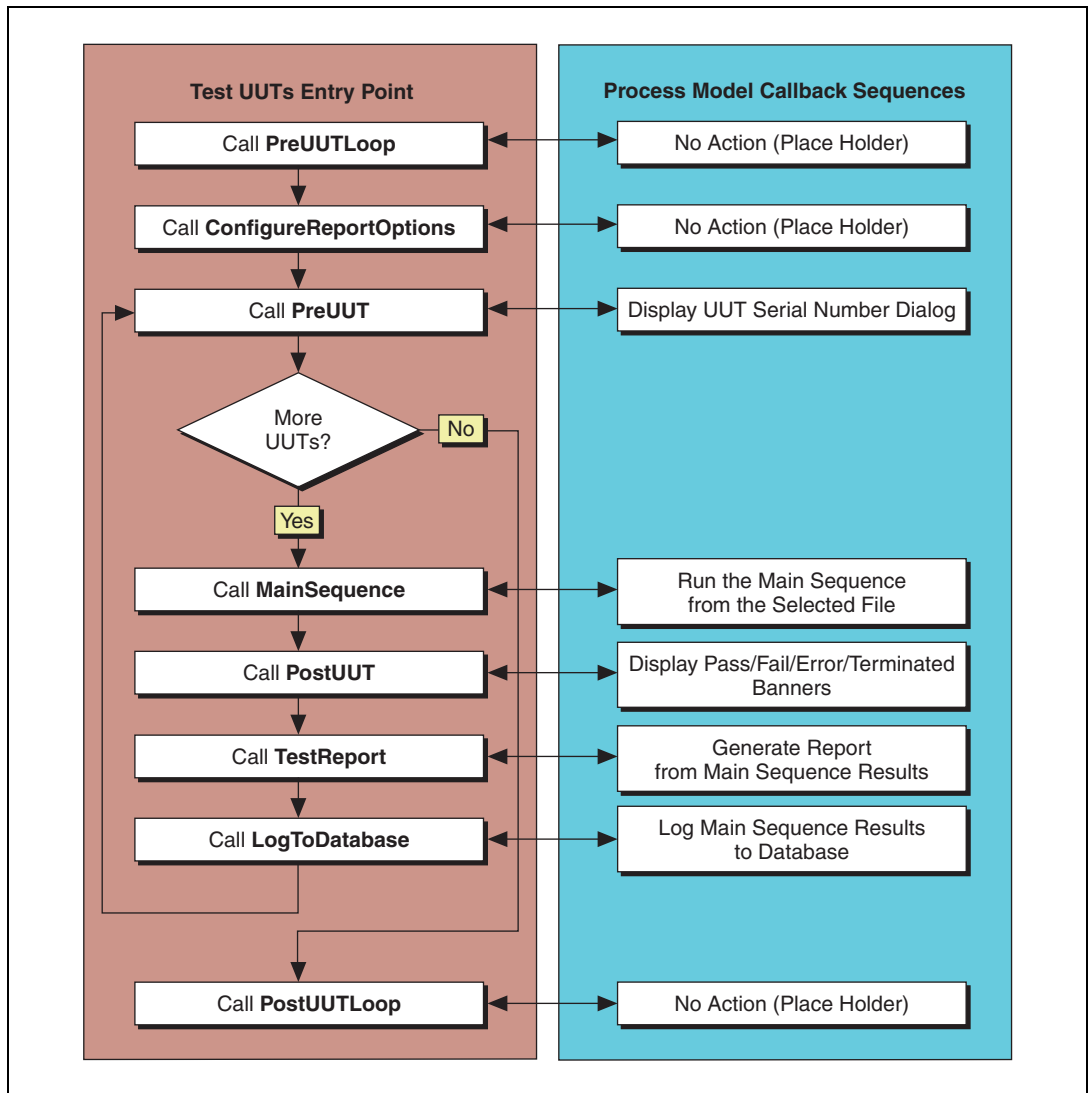 Test UUTs Entry Point
Process Model Callback Sequences
Call PreUUTLoop
No Action (Place Holder)
Call ConfigureReportOptions
No Action (Place Holder)
Call PreUUT
Display UUT Serial Number Dialog
More
UUTs?
No
Yes
Call MainSequence
Run the Main Sequence
from the Selected File
Call PostUUT
Display Pass/Fail/Error/Terminated
Banners
Call TestReport
Generate Report
from Main Sequence Results
Call LogToDatabase
Log Main Sequence Results
to Database
Call PostUUTLoop
No Action (Place Holder)